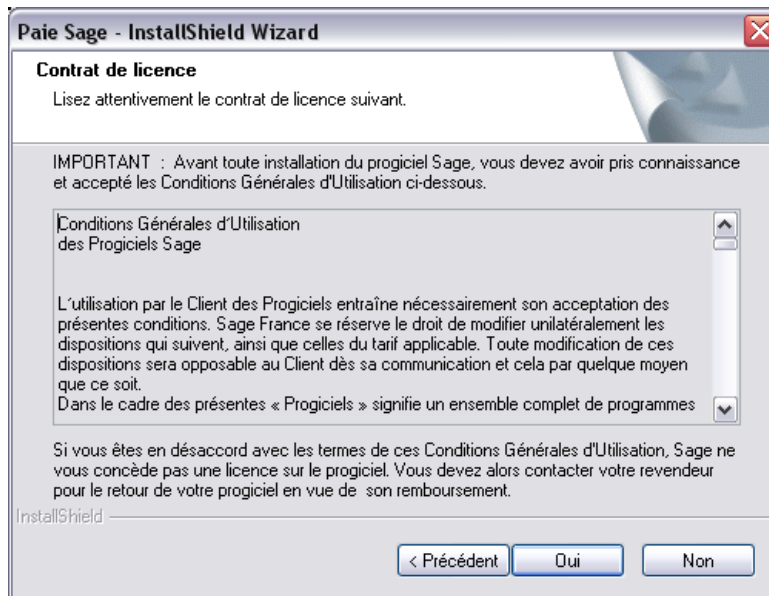 Paie Sage - InstallShield Wizard
Contrat de licence
Lisez attentivement le contrat de licence suivant.
IMPORTANT : Avant toute installation du progiciel Sage, vous devez avoir pris connaissance
et accepté les Conditions Générales d'Utilisation ci-dessous.
Conditions Générales d´Utilisation
des Progiciels Sage
L´utilisation par le Client des Progiciels entraîne nécessairement son acceptation des
présentes conditions. Sage France se réserve le droit de modifier unilatéralement les
dispositions qui suivent, ainsi que celles du tarif applicable. Toute modification de ces
dispositions sera opposable au Client dès sa communication et cela par quelque moyen
que ce soit.
Dans le cadre des présentes « Progiciels » signifie un ensemble complet de programmes
Si vous êtes en désaccord avec les termes de ces Conditions Générales d'Utilisation, Sage ne
vous concède pas une licence sur le progiciel. Vous devez alors contacter votre revendeur
pour le retour de votre progiciel en vue de son remboursement.
InstallShield
< Précédent
Oui
Non